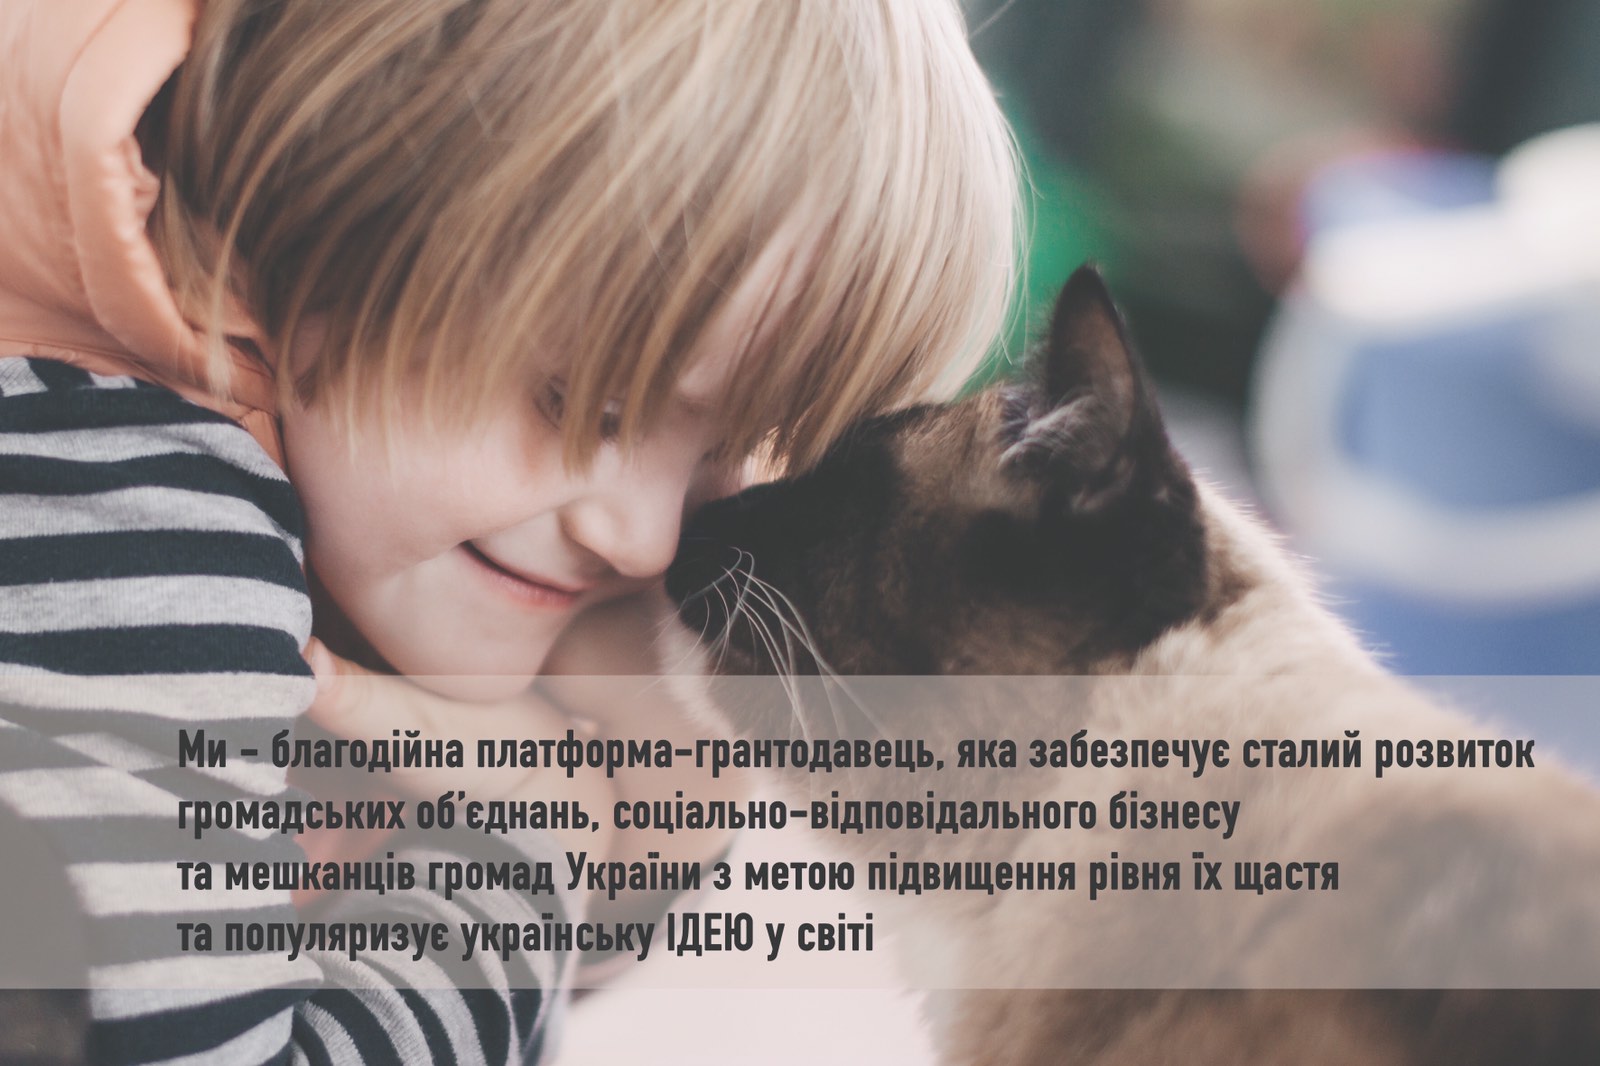 Ми - благодійна платформа-грантодавець, яка забезпечує сталий розвиток
громадських об’єднань, соціально-відповідального бізнесу
та мешканців громад України з метою підвищення рівня їх щастя
та популяризує українську ІДЕЮ у світі